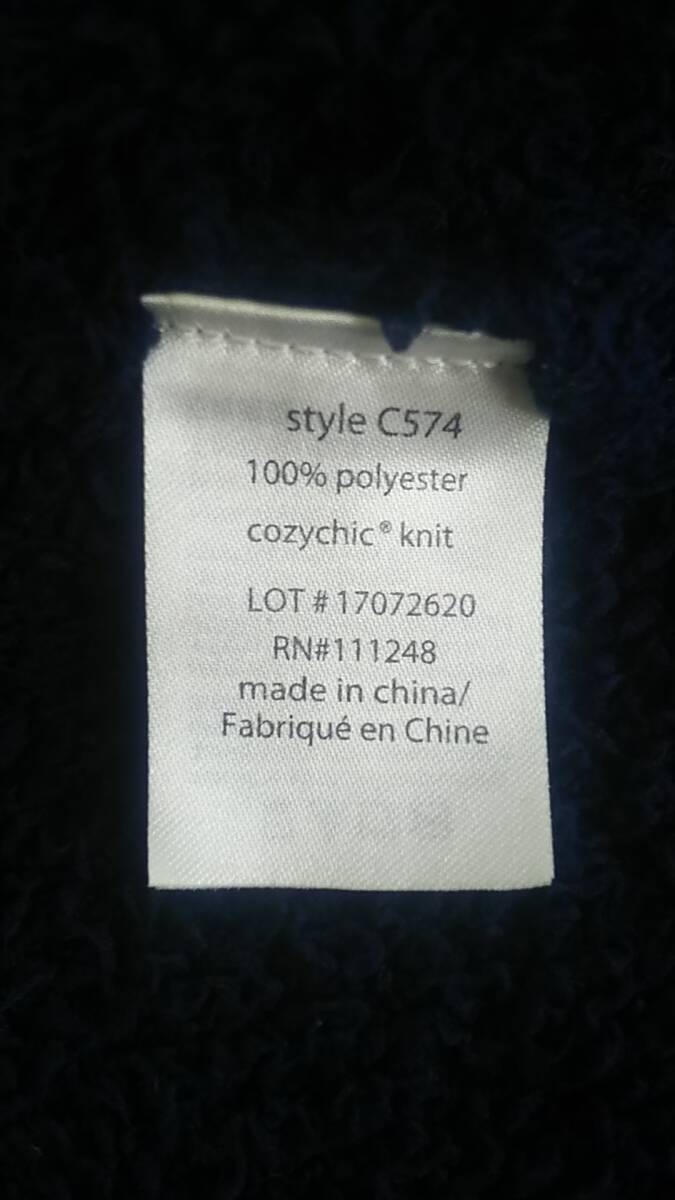 style C574
100% polyester
cozychic® knit
LOT # 17072620
RN#111248
made in china/
Fabriqué en Chine